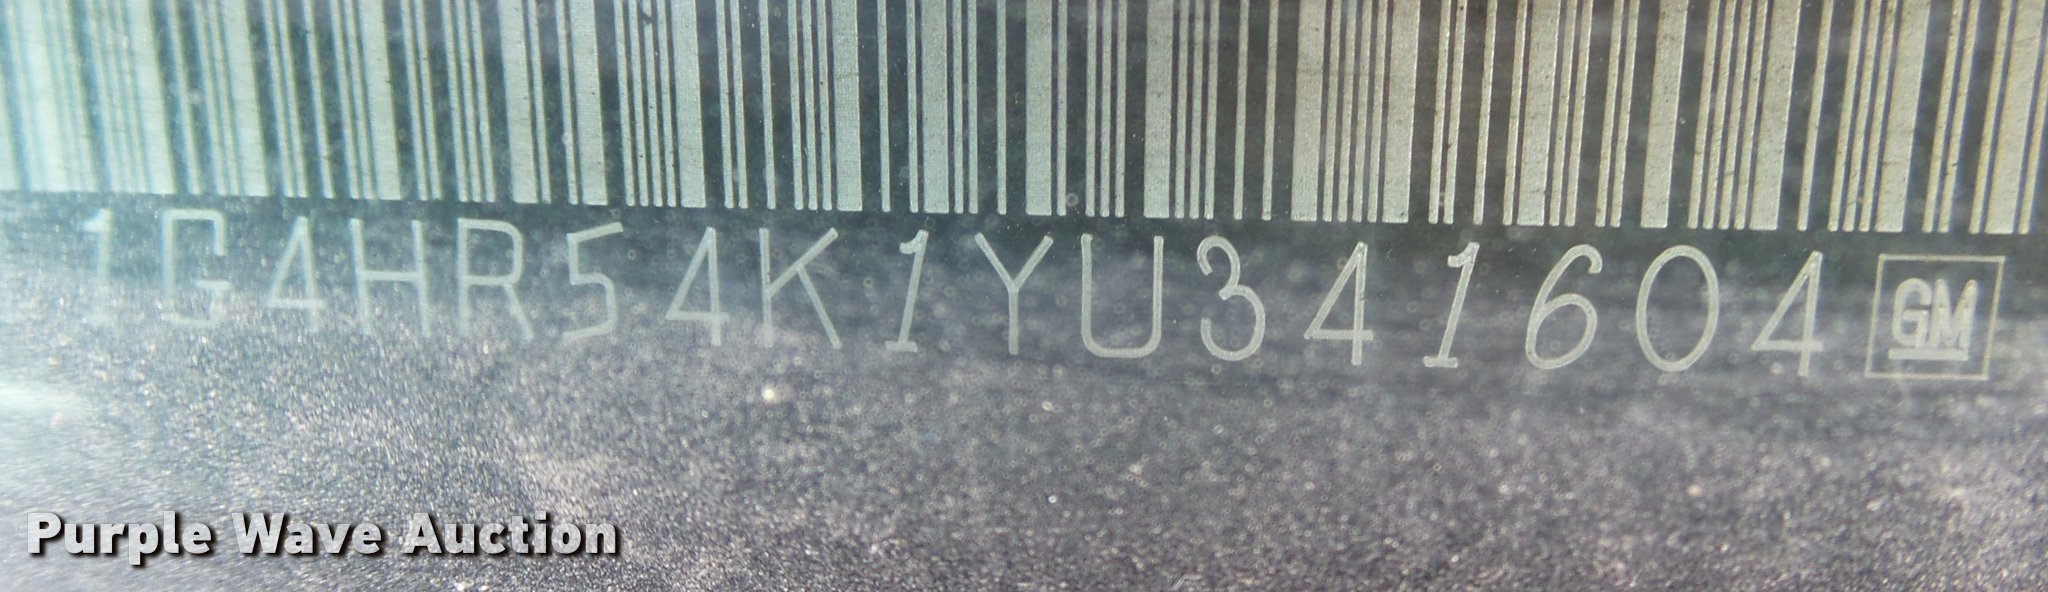 1G4HR54K1YU341604 GM
Purple Wave Auction